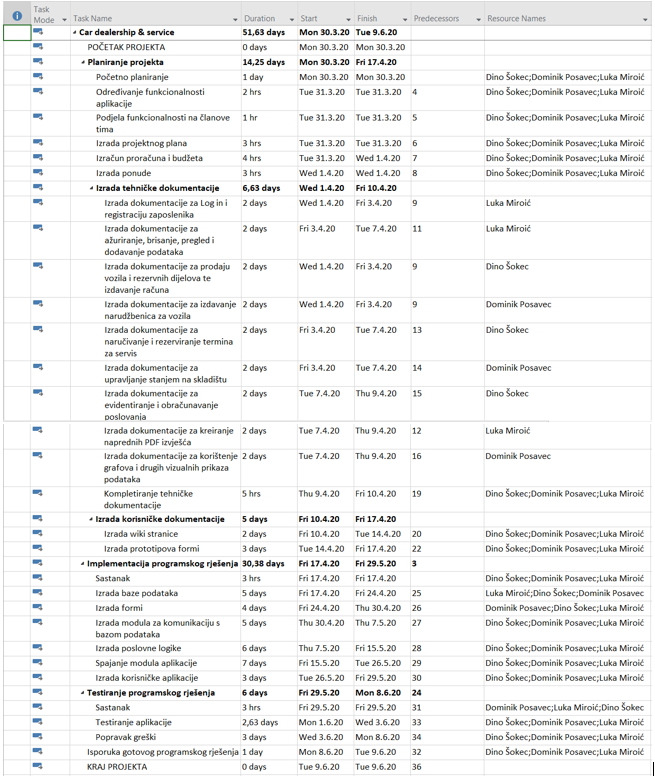 Task
Mode Task Name Duration Start Finish Predecessors Resource Names
Car dealership & service 51,63 days Mon 30.3.20 Tue 9.6.20
POČETAK PROJEKTA 0 days Mon 30.3.20 Mon 30.3.20
Planiranje projekta 14,25 days Mon 30.3.20 Fri 17.4.20
Početno planiranje 1 day Mon 30.3.20 Mon 30.3.20 Dino Šokec;Dominik Posavec;Luka Miroić
Određivanje funkcionalnosti 2 hrs Tue 31.3.20 Tue 31.3.20 4 Dino Šokec;Dominik Posavec;Luka Miroić
aplikacije
Podjela funkcionalnosti na članove 1 hr Tue 31.3.20 Tue 31.3.20 5 Dino Šokec;Dominik Posavec;Luka Miroić
tima
Izrada projektnog plana 3 hrs Tue 31.3.20 Tue 31.3.20 6 Dino Šokec;Dominik Posavec;Luka Miroić
Izračun proračuna i budžeta 4 hrs Tue 31.3.20 Wed 1.4.20 7 Dino Šokec;Dominik Posavec;Luka Miroić
Izrada ponude 3 hrs Wed 1.4.20 Wed 1.4.20 8 Dino Šokec;Dominik Posavec;Luka Miroić
Izrada tehničke dokumentacije 6,63 days Wed 1.4.20 Fri 10.4.20
Izrada dokumentacije za Log in i 2 days Wed 1.4.20 Fri 3.4.20 9 Luka Miroić
registraciju zaposlenika
Izrada dokumentacije za 2 days Fri 3.4.20 Tue 7.4.20 11 Luka Miroić
ažuriranje, brisanje, pregled i
dodavanje podataka
Izrada dokumentacije za prodaju 2 days Wed 1.4.20 Fri 3.4.20 9 Dino Šokec
vozila i rezervnih dijelova te
izdavanje računa
Izrada dokumentacije za izdavanje 2 days Wed 1.4.20 Fri 3.4.20 9 Dominik Posavec
narudžbenica za vozila
Izrada dokumentacije za 2 days Fri 3.4.20 Tue 7.4.20 13 Dino Šokec
naručivanje i rezerviranje termina
za servis
Izrada dokumentacije za 2 days Fri 3.4.20 Tue 7.4.20 14 Dominik Posavec
upravljanje stanjem na skladištu
Izrada dokumentacije za 2 days Tue 7.4.20 Thu 9.4.20 15 Dino Šokec
evidentiranje i obračunavanje
poslovanja
Izrada dokumentacije za kreiranje 2 days Tue 7.4.20 Thu 9.4.20 12 Luka Miroić
naprednih PDF izvješća
Izrada dokumentacije za korištenje 2 days Tue 7.4.20 Thu 9.4.20 16 Dominik Posavec
grafova i drugih vizualnih prikaza
podataka
Kompletiranje tehničke 5 hrs Thu 9.4.20 Fri 10.4.20 19 Dino Šokec;Dominik Posavec;Luka Miroić
dokumentacije
Izrada korisničke dokumentacije 5 days Fri 10.4.20 Fri 17.4.20
Izrada wiki stranice 2 days Fri 10.4.20 Tue 14.4.20 20 Dino Šokec;Dominik Posavec;Luka Miroić
Izrada prototipova formi 3 days Tue 14.4.20 Fri 17.4.20 22 Dino Šokec;Dominik Posavec;Luka Miroić
Implementacija programskog rješenja 30,38 days Fri 17.4.20 Fri 29.5.20 3
Sastanak 3 hrs Fri 17.4.20 Fri 17.4.20 Dino Šokec;Dominik Posavec;Luka Miroić
Izrada baze podataka 5 days Fri 17.4.20 Fri 24.4.20 25 Luka Miroić;Dino Šokec;Dominik Posavec
Izrada formi 4 days Fri 24.4.20 Thu 30.4.20 26 Dominik Posavec;Dino Šokec;Luka Miroić
Izrada modula za komunikaciju s 5 days Thu 30.4.20 Thu 7.5.20 27 Dino Šokec;Dominik Posavec;Luka Miroić
bazom podataka
Izrada poslovne logike 6 days Thu 7.5.20 Fri 15.5.20 28 Dino Šokec;Dominik Posavec;Luka Miroić
Spajanje modula aplikacije 7 days Fri 15.5.20 Tue 26.5.20 29 Dino Šokec;Dominik Posavec;Luka Miroić
Izrada korisničke aplikacije 3 days Tue 26.5.20 Fri 29.5.20 30 Dino Šokec;Dominik Posavec;Luka Miroić
Testiranje programskog rješenja 6 days Fri 29.5.20 Mon 8.6.20 24
Sastanak 3 hrs Fri 29.5.20 Fri 29.5.20 31 Dominik Posavec;Luka Miroić;Dino Šokec
Testiranje aplikacije 2,63 days Mon 1.6.20 Wed 3.6.20 33 Dino Šokec;Dominik Posavec;Luka Miroić
Popravak greški 3 days Wed 3.6.20 Mon 8.6.20 34 Dino Šokec;Dominik Posavec;Luka Miroić
Isporuka gotovog programskog rješenja 1 day Mon 8.6.20 Tue 9.6.20 32 Dino Šokec;Dominik Posavec;Luka Miroić
KRAJ PROJEKTA 0 days Tue 9.6.20 Tue 9.6.20 36